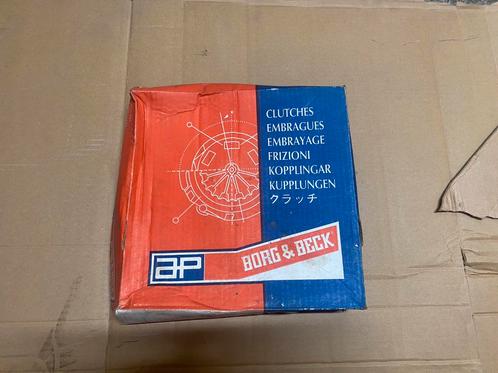 CLUTCHES
EMBRAGUES
EMBRAYAGE
FRIZIONI
KOPPLINGAR
KUPPLUNGEN
クラッチ
AP BORG & BECK